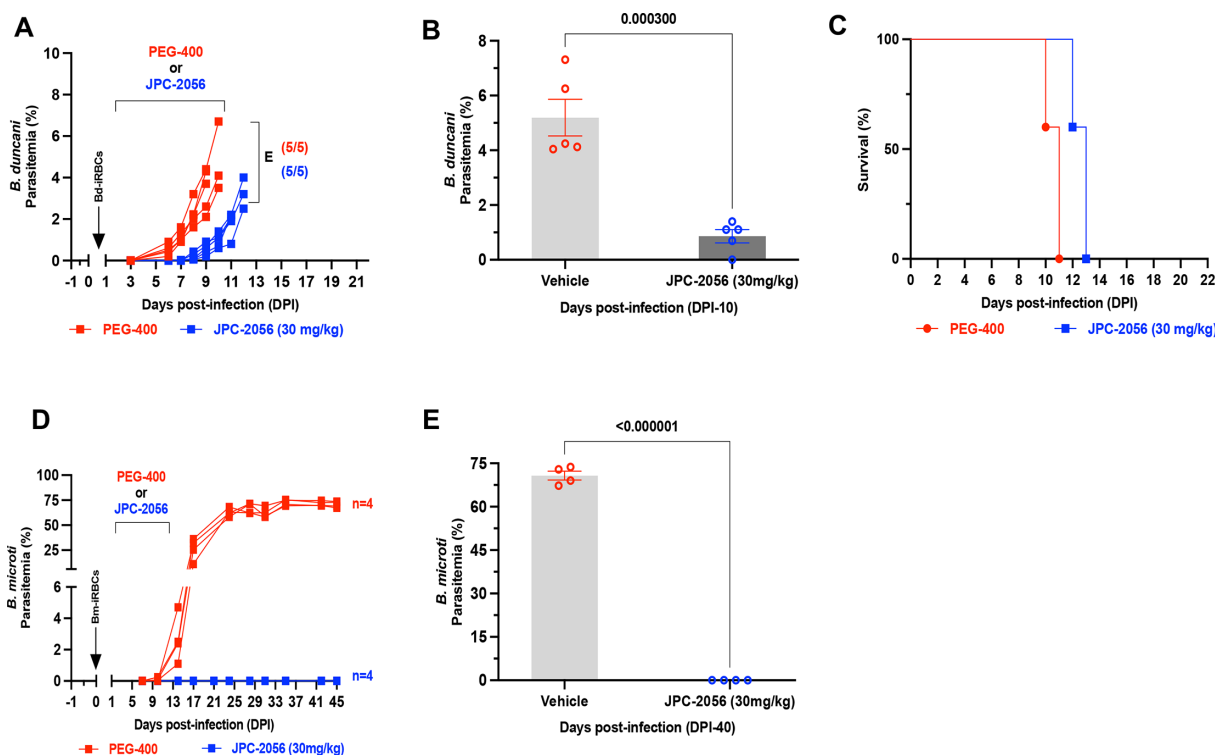 A
PEG-400
or
JPC-2056
10
8
6
4
2
0
B. duncani
Parasitemia (%)
Bd-iRBCs
E
(5/5)
(5/5)
-1 0 1 3 5 7 9 11 13 15 17 19 21
Days post-infection (DPI)
PEG-400 JPC-2056 (30 mg/kg)
B
0.000300
8
6
4
2
0
B. duncani
Parasitemia (%)
Vehicle JPC-2056 (30mg/kg)
Days post-infection (DPI-10)
C
100
50
0
Survival (%)
0 2 4 6 8 10 12 14 16 18 20 22
Days post-infection (DPI)
PEG-400 JPC-2056 (30 mg/kg)
D
PEG-400
or
JPC-2056
100
75
50
25
6
4
2
0
B. microti
Parasitemia (%)
Bm-iRBCs
n=4
n=4
-1 0 1 5 9 13 17 21 25 29 33 37 41 45
Days post-infection (DPI)
PEG-400 JPC-2056 (30mg/kg)
E
<0.000001
75
60
45
30
15
0
B. microti
Parasitemia (%)
Vehicle JPC-2056 (30mg/kg)
Days post-infection (DPI-40)